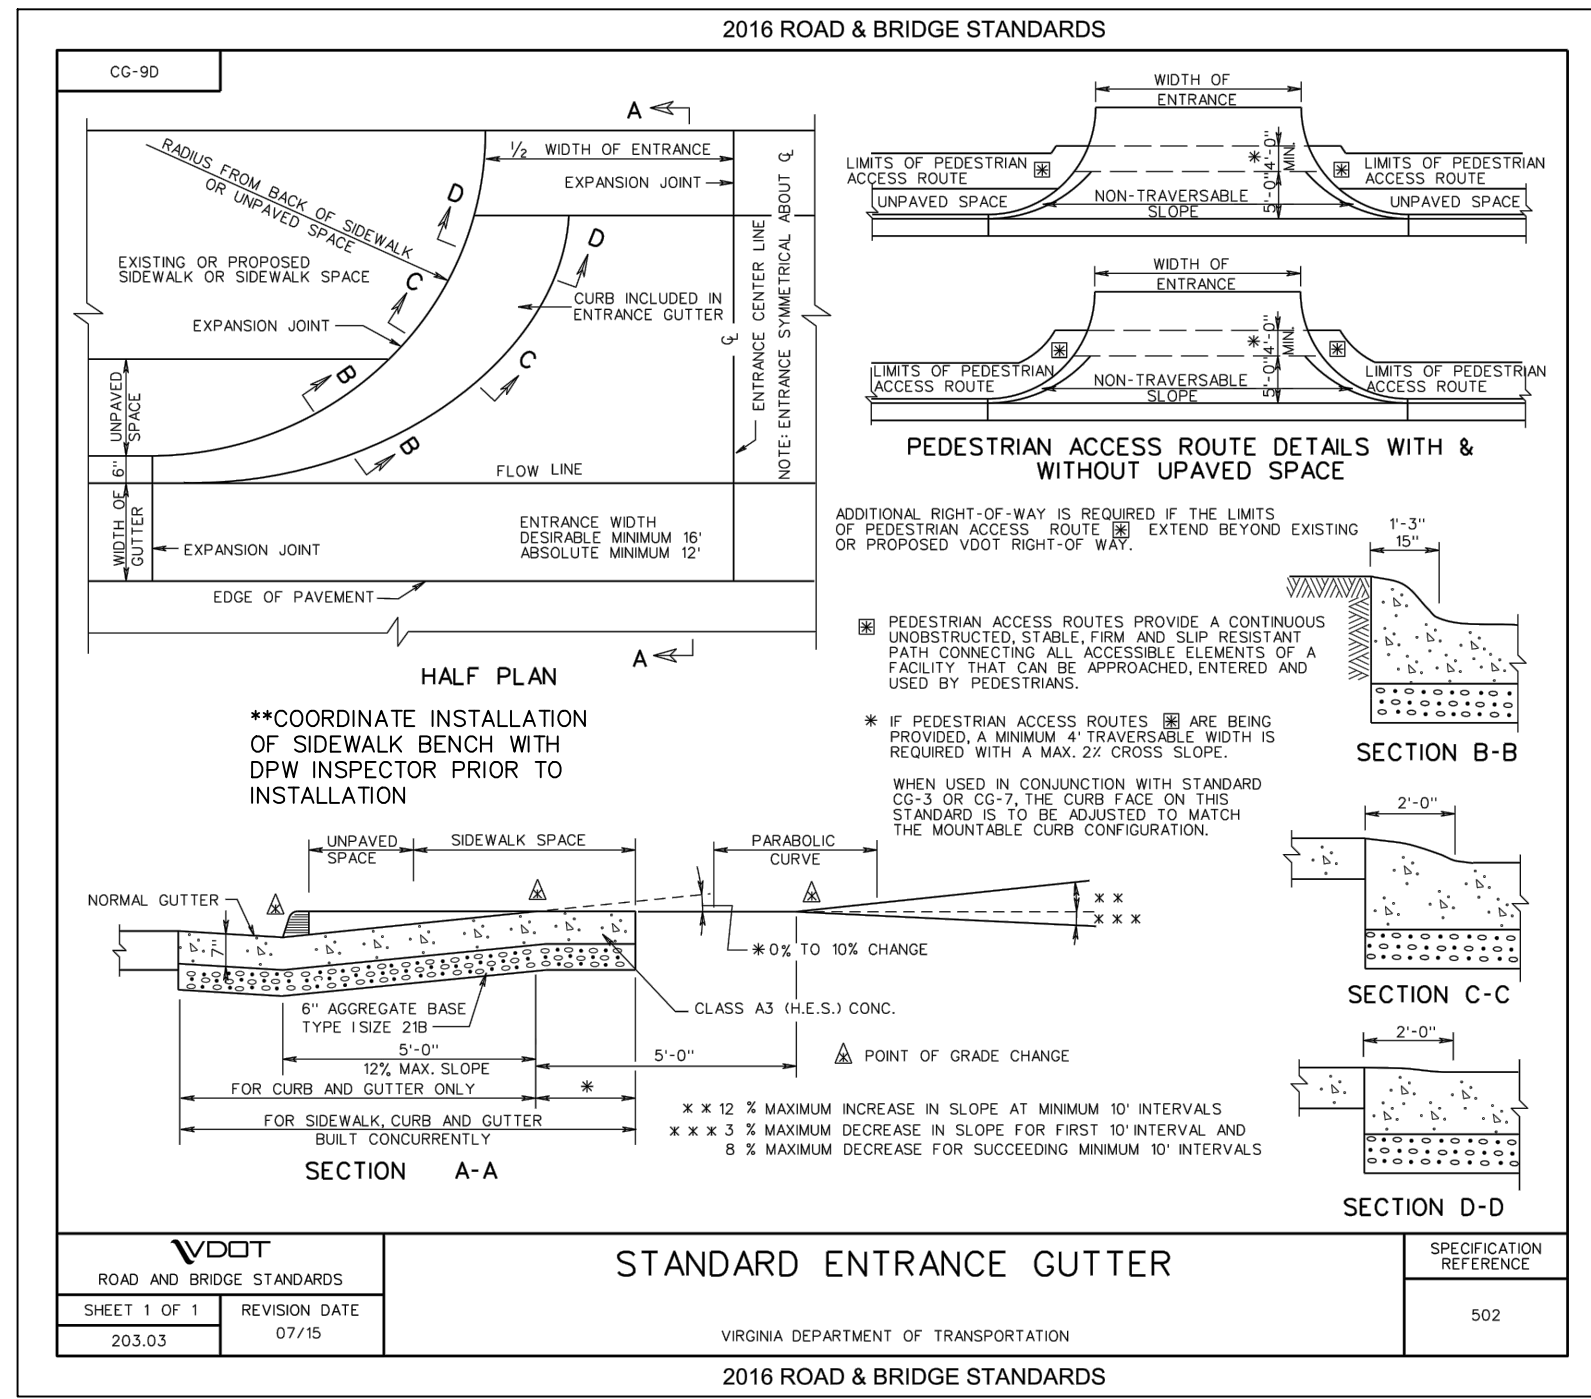 2016 ROAD & BRIDGE STANDARDS
CG-9D
A
RADIUS FROM BACK OF SIDEWALK
OR UNPAVED SPACE
1/2 WIDTH OF ENTRANCE
EXPANSION JOINT
D
D
EXISTING OR PROPOSED
SIDEWALK OR SIDEWALK SPACE
C
CURB INCLUDED IN
ENTRANCE GUTTER
EXPANSION JOINT
C
B
B
UNPAVED
SPACE
6"
FLOW LINE
WIDTH OF
GUTTER
EXPANSION JOINT
ENTRANCE WIDTH
DESIRABLE MINIMUM 16'
ABSOLUTE MINIMUM 12'
EDGE OF PAVEMENT
℄
ENTRANCE CENTER LINE
NOTE: ENTRANCE SYMMETRICAL ABOUT ℄
A
HALF PLAN
WIDTH OF
ENTRANCE
LIMITS OF PEDESTRIAN
ACCESS ROUTE
* 4'-0"
MIN.
5'-0"
LIMITS OF PEDESTRIAN
ACCESS ROUTE
UNPAVED SPACE
NON-TRAVERSABLE
SLOPE
UNPAVED SPACE
WIDTH OF
ENTRANCE
* 4'-0"
MIN.
5'-0"
LIMITS OF PEDESTRIAN
ACCESS ROUTE
NON-TRAVERSABLE
SLOPE
LIMITS OF PEDESTRIAN
ACCESS ROUTE
PEDESTRIAN ACCESS ROUTE DETAILS WITH &
WITHOUT UPAVED SPACE
ADDITIONAL RIGHT-OF-WAY IS REQUIRED IF THE LIMITS
OF PEDESTRIAN ACCESS ROUTE * EXTEND BEYOND EXISTING
OR PROPOSED VDOT RIGHT-OF WAY.
* PEDESTRIAN ACCESS ROUTES PROVIDE A CONTINUOUS
UNOBSTRUCTED, STABLE, FIRM AND SLIP RESISTANT
PATH CONNECTING ALL ACCESSIBLE ELEMENTS OF A
FACILITY THAT CAN BE APPROACHED, ENTERED AND
USED BY PEDESTRIANS.
* IF PEDESTRIAN ACCESS ROUTES * ARE BEING
PROVIDED, A MINIMUM 4' TRAVERSABLE WIDTH IS
REQUIRED WITH A MAX. 2% CROSS SLOPE.
WHEN USED IN CONJUNCTION WITH STANDARD
CG-3 OR CG-7, THE CURB FACE ON THIS
STANDARD IS TO BE ADJUSTED TO MATCH
THE MOUNTABLE CURB CONFIGURATION.
1'-3"
15"
SECTION B-B
2'-0"
SECTION C-C
2'-0"
SECTION D-D
**COORDINATE INSTALLATION
OF SIDEWALK BENCH WITH
DPW INSPECTOR PRIOR TO
INSTALLATION
UNPAVED
SPACE
SIDEWALK SPACE
PARABOLIC
CURVE
NORMAL GUTTER
7"
* *
* * *
* 0% TO 10% CHANGE
6" AGGREGATE BASE
TYPE I SIZE 21B
CLASS A3 (H.E.S.) CONC.
5'-0"
12% MAX. SLOPE
5'-0"
* POINT OF GRADE CHANGE
FOR CURB AND GUTTER ONLY
*
FOR SIDEWALK, CURB AND GUTTER
BUILT CONCURRENTLY
* * 12 % MAXIMUM INCREASE IN SLOPE AT MINIMUM 10' INTERVALS
* * * 3 % MAXIMUM DECREASE IN SLOPE FOR FIRST 10' INTERVAL AND
8 % MAXIMUM DECREASE FOR SUCCEEDING MINIMUM 10' INTERVALS
SECTION A-A
VDOT
ROAD AND BRIDGE STANDARDS
SHEET 1 OF 1
203.03
REVISION DATE
07/15
STANDARD ENTRANCE GUTTER
VIRGINIA DEPARTMENT OF TRANSPORTATION
SPECIFICATION
REFERENCE
502
2016 ROAD & BRIDGE STANDARDS